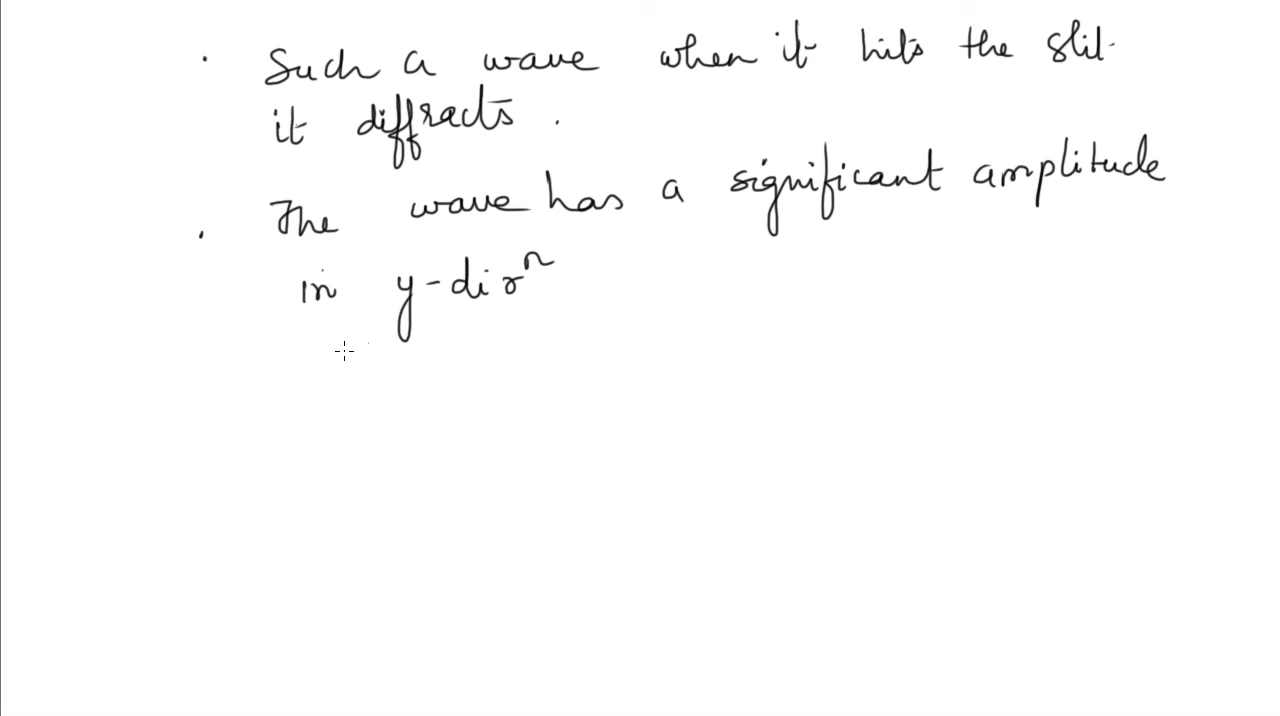 · Such a wave when it hits the slit
it diffracts .
· The wave has a significant amplitude
in y-dirⁿ